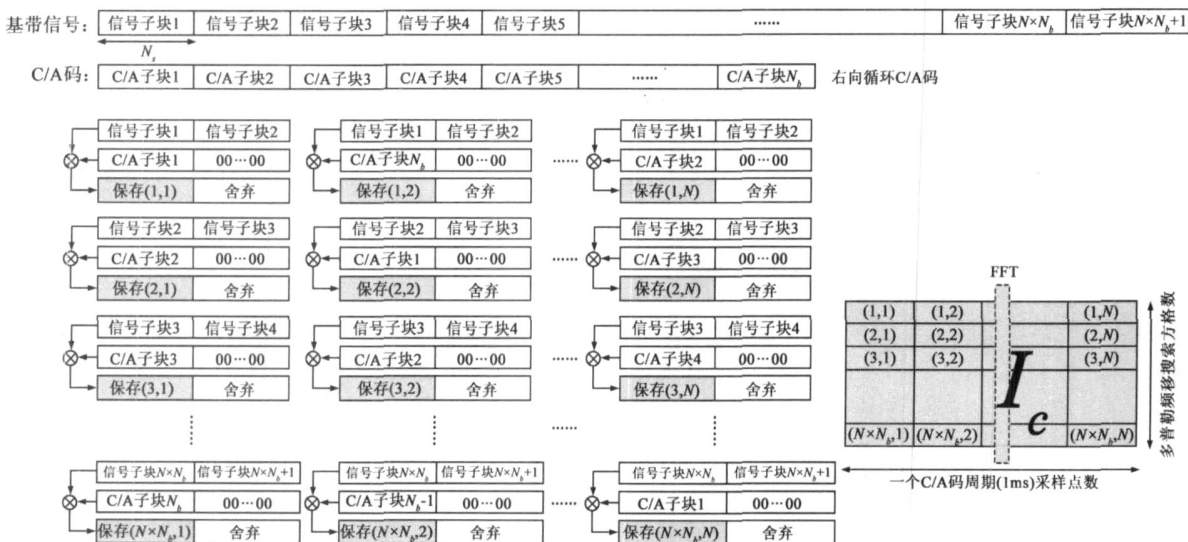 基带信号: 信号子块1 信号子块2 信号子块3 信号子块4 信号子块5 …… 信号子块N×N_b 信号子块N×N_b+1
N_s
C/A码: C/A子块1 C/A子块2 C/A子块3 C/A子块4 C/A子块5 …… C/A子块N_b 右向循环C/A码
信号子块1 信号子块2 信号子块1 信号子块2 信号子块1 信号子块2
C/A子块1 00…00 C/A子块N_b 00…00 …… C/A子块2 00…00
保存(1,1) 舍弃 保存(1,2) 舍弃 保存(1,N) 舍弃
信号子块2 信号子块3 信号子块2 信号子块3 信号子块2 信号子块3
C/A子块2 00…00 C/A子块1 00…00 …… C/A子块3 00…00
保存(2,1) 舍弃 保存(2,2) 舍弃 保存(2,N) 舍弃
信号子块3 信号子块4 信号子块3 信号子块4 信号子块3 信号子块4
C/A子块3 00…00 C/A子块2 00…00 …… C/A子块4 00…00
保存(3,1) 舍弃 保存(3,2) 舍弃 保存(3,N) 舍弃
……
信号子块N×N_b 信号子块N×N_b+1 信号子块N×N_b 信号子块N×N_b+1 信号子块N×N_b 信号子块N×N_b+1
C/A子块N_b 00…00 C/A子块N_b-1 00…00 …… C/A子块1 00…00
保存(N×N_b,1) 舍弃 保存(N×N_b,2) 舍弃 保存(N×N_b,N) 舍弃
FFT
(1,1) (1,2) (1,N)
(2,1) (2,2) (2,N)
(3,1) (3,2) (3,N)
I_c
(N×N_b,1) (N×N_b,2) (N×N_b,N)
多普勒频移搜索方格数
一个C/A码周期(1ms)采样点数